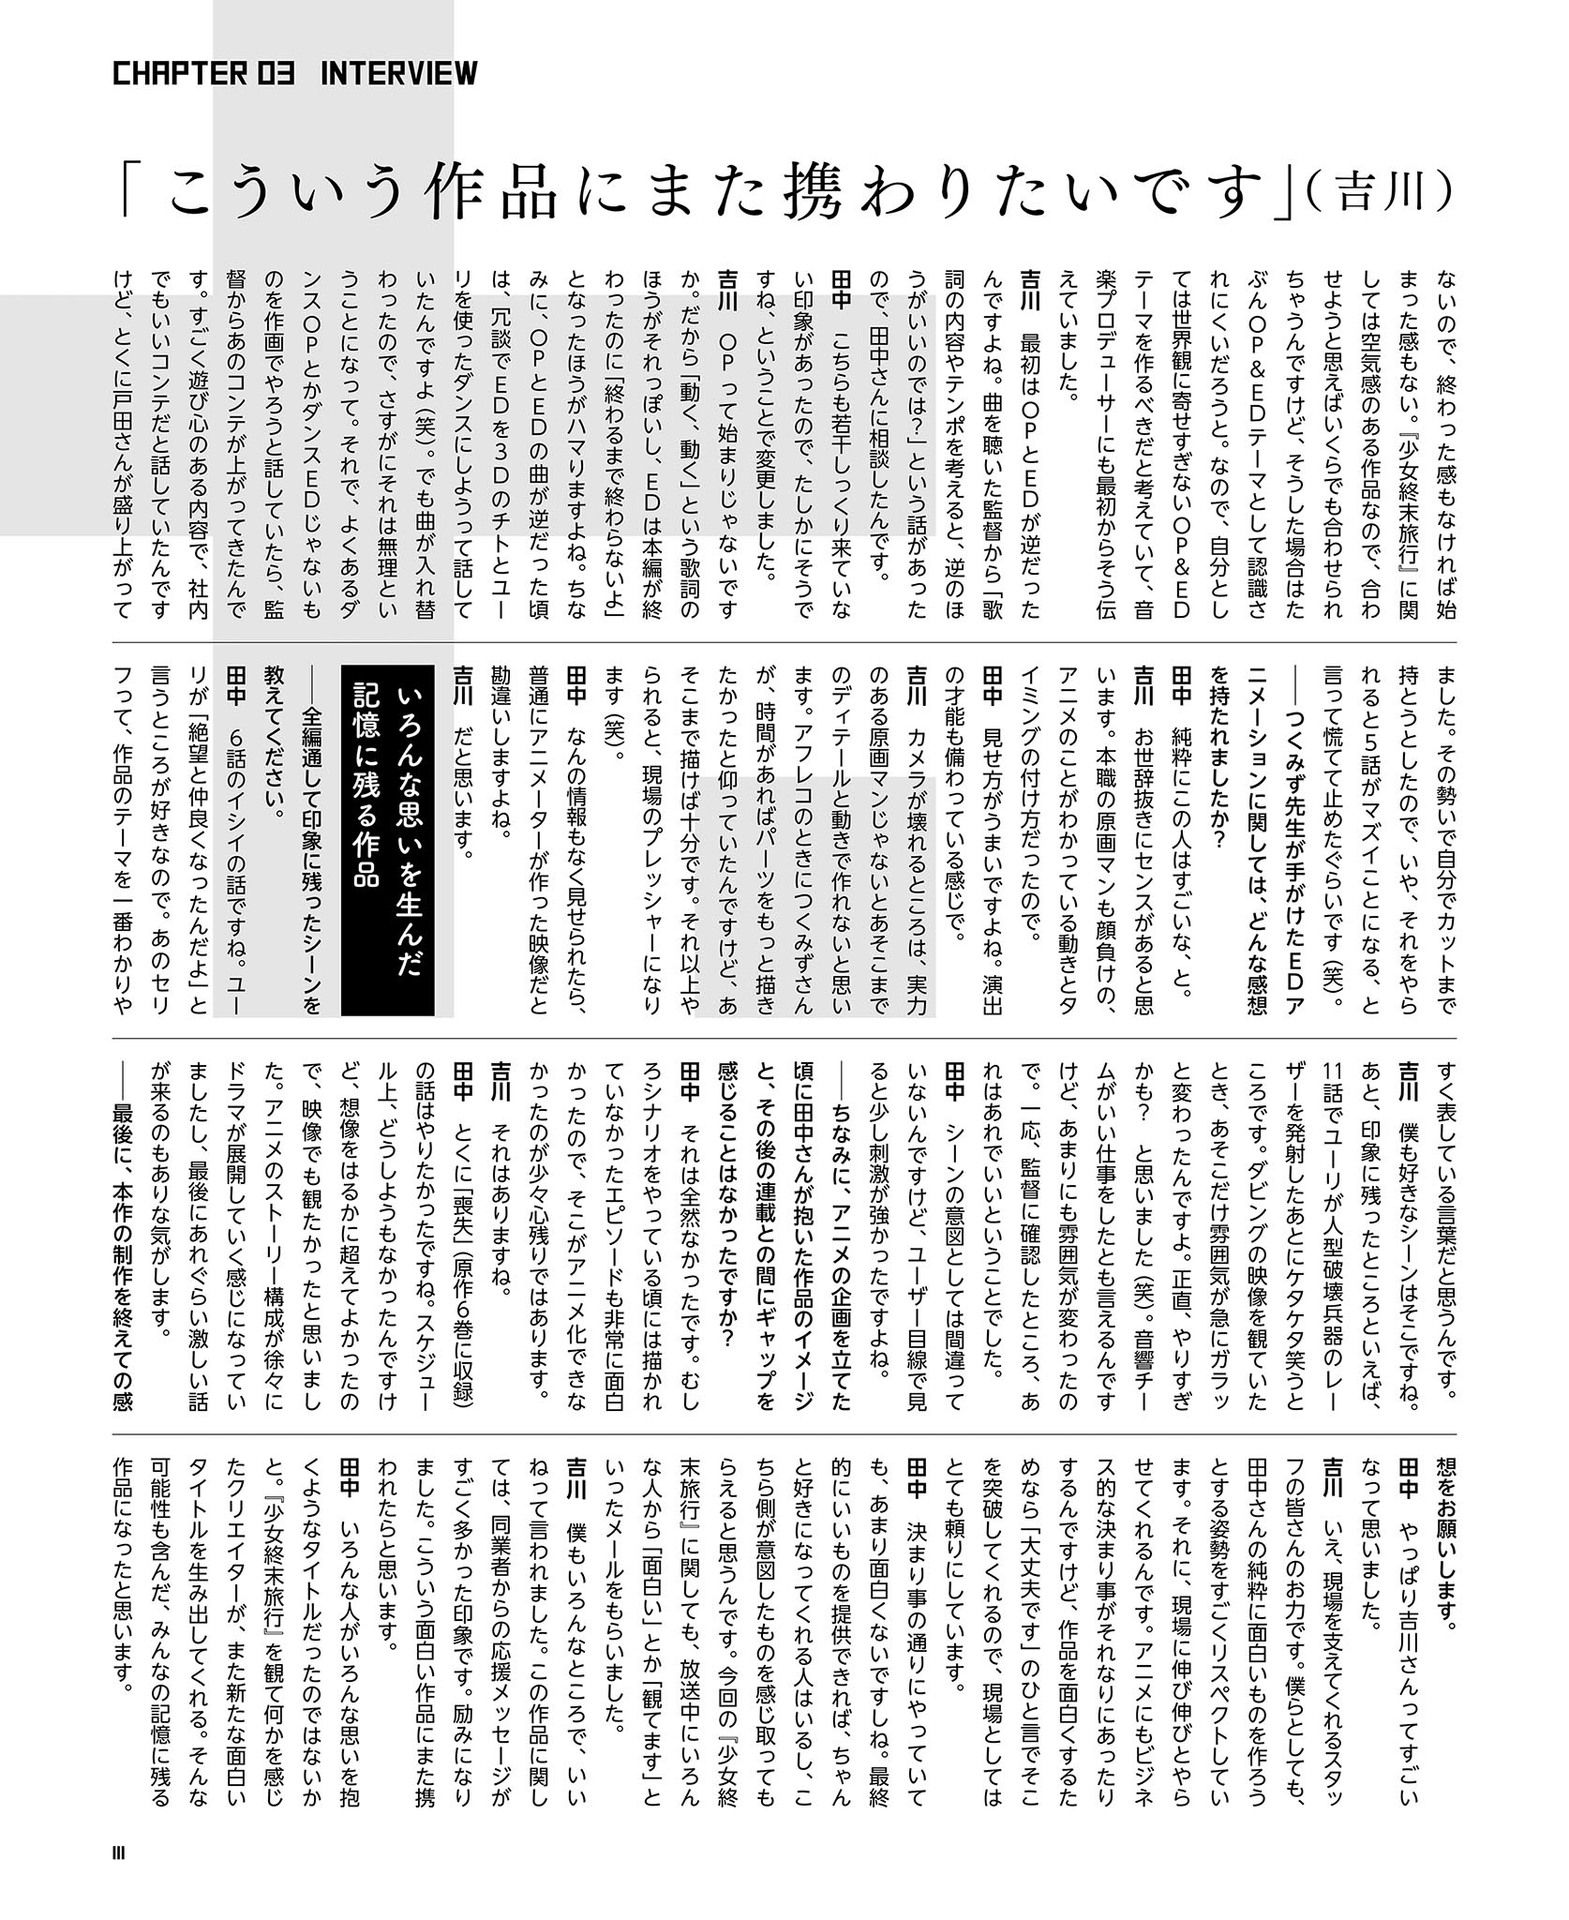 CHAPTER 03 INTERVIEW
「こういう作品にまた携わりたいです」（吉川）
ないので、終わった感もなければ始
まった感もない。『少女終末旅行』に関
しては空気感のある作品なので、合わ
せようと思えばいくらでも合わせられ
ちゃうんですけど、そうした場合はた
ぶんＯＰ＆ＥＤテーマとして認識さ
れにくいだろうと。なので、自分とし
ては世界観に寄せすぎないＯＰ＆ＥＤ
テーマを作るべきだと考えていて、音
楽プロデューサーにも最初からそう伝
えていました。
吉川　最初はＯＰとＥＤが逆だった
んですよね。曲を聴いた監督から「歌
詞の内容やテンポを考えると、逆のほ
うがいいのでは？」という話があった
ので、田中さんに相談したんです。
田中　こちらも若干しっくり来ていな
い印象があったので、たしかにそうで
すね、ということで変更しました。
吉川　ＯＰって始まりじゃないです
か。だから「動く、動く」という歌詞の
ほうがそれっぽいし、ＥＤは本編が終
わったのに「終わるまで終わらないよ」
となったほうがハマりますよね。ちな
みに、ＯＰとＥＤの曲が逆だった頃
は、冗談でＥＤを３Ｄのチトとユー
リを使ったダンスにしようって話して
いたんですよ（笑）。でも曲が入れ替
わったので、さすがにそれは無理とい
うことになって。それで、よくあるダ
ンスＯＰとかダンスＥＤじゃないも
のを作画でやろうと話していたら、監
督からあのコンテが上がってきたんで
す。すごく遊び心のある内容で、社内
でもいいコンテだと話していたんです
けど、とくに戸田さんが盛り上がって
ました。その勢いで自分でカットまで
持とうとしたので、いや、それをやら
れると５話がマズイことになる、と
言って慌てて止めたぐらいです（笑）。
――つくみず先生が手がけたＥＤア
ニメーションに関しては、どんな感想
を持たれましたか？
田中　純粋にこの人はすごいな、と。
吉川　お世辞抜きにセンスがあると思
います。本職の原画マンも顔負けの、
アニメのことがわかっている動きとタ
イミングの付け方だったので。
田中　見せ方がうまいですよね。演出
の才能も備わっている感じで。
吉川　カメラが壊れるところは、実力
のある原画マンじゃないとあそこまで
のディテールと動きで作れないと思い
ます。アフレコのときにつくみずさん
が、時間があればパーツをもっと描き
たかったと仰っていたんですけど、あ
そこまで描けば十分です。それ以上や
られると、現場のプレッシャーになり
ます（笑）。
田中　なんの情報もなく見せられたら、
普通にアニメーターが作った映像だと
勘違いしますよね。
吉川　だと思います。
いろんな思いを生んだ
記憶に残る作品
――全編通して印象に残ったシーンを
教えてください。
田中　６話のイシイの話ですね。ユー
リが「絶望と仲良くなったんだよ」と
言うところが好きなので。あのセリ
フって、作品のテーマを一番わかりや
すく表している言葉だと思うんです。
吉川　僕も好きなシーンはそこですね。
あと、印象に残ったところといえば、
11話でユーリが人型破壊兵器のレー
ザーを発射したあとにケタケタ笑うと
ころです。ダビングの映像を観ていた
とき、あそこだけ雰囲気が急にガラッ
と変わったんですよ。正直、やりすぎ
かも？　と思いました（笑）。音響チー
ムがいい仕事をしたとも言えるんです
けど、あまりにも雰囲気が変わったの
で。一応、監督に確認したところ、あ
れはあれでいいということでした。
田中　シーンの意図としては間違って
いないんですけど、ユーザー目線で見
ると少し刺激が強かったですよね。
――ちなみに、アニメの企画を立てた
頃に田中さんが抱いた作品のイメージ
と、その後の連載との間にギャップを
感じることはなかったですか？
田中　それは全然なかったです。むし
ろシナリオをやっている頃には描かれ
ていなかったエピソードも非常に面白
かったので、そこがアニメ化できな
かったのが少々心残りではあります。
吉川　それはありますね。
田中　とくに「喪失」（原作６巻に収録）
の話はやりたかったですね。スケジュー
ル上、どうしようもなかったんですけ
ど、想像をはるかに超えてよかったの
で、映像でも観たかったと思いまし
た。アニメのストーリー構成が徐々に
ドラマが展開していく感じになってい
ましたし、最後にあれぐらい激しい話
が来るのもありな気がします。
――最後に、本作の制作を終えての感
想をお願いします。
田中　やっぱり吉川さんってすごい
なって思いました。
吉川　いえ、現場を支えてくれるスタッ
フの皆さんのお力です。僕らとしても、
田中さんの純粋に面白いものを作ろう
とする姿勢をすごくリスペクトしてい
ます。それに、現場に伸び伸びとやら
せてくれるんです。アニメにもビジネ
ス的な決まり事がそれなりにあったり
するんですけど、作品を面白くするた
めなら「大丈夫です」のひと言でそこ
を突破してくれるので、現場としては
とても頼りにしています。
田中　決まり事の通りにやっていて
も、あまり面白くないですしね。最終
的にいいものを提供できれば、ちゃん
と好きになってくれる人はいるし、こ
ちら側が意図したものを感じ取っても
らえると思うんです。今回の『少女終
末旅行』に関しても、放送中にいろん
な人から「面白い」とか「観てます」と
いったメールをもらいました。
吉川　僕もいろんなところで、いい
ねって言われました。この作品に関し
ては、同業者からの応援メッセージが
すごく多かった印象です。励みになり
ました。こういう面白い作品にまた携
われたらと思います。
田中　いろんな人がいろんな思いを抱
くようなタイトルだったのではないか
と。『少女終末旅行』を観て何かを感じ
たクリエイターが、また新たな面白い
タイトルを生み出してくれる。そんな
可能性も含んだ、みんなの記憶に残る
作品になったと思います。
111